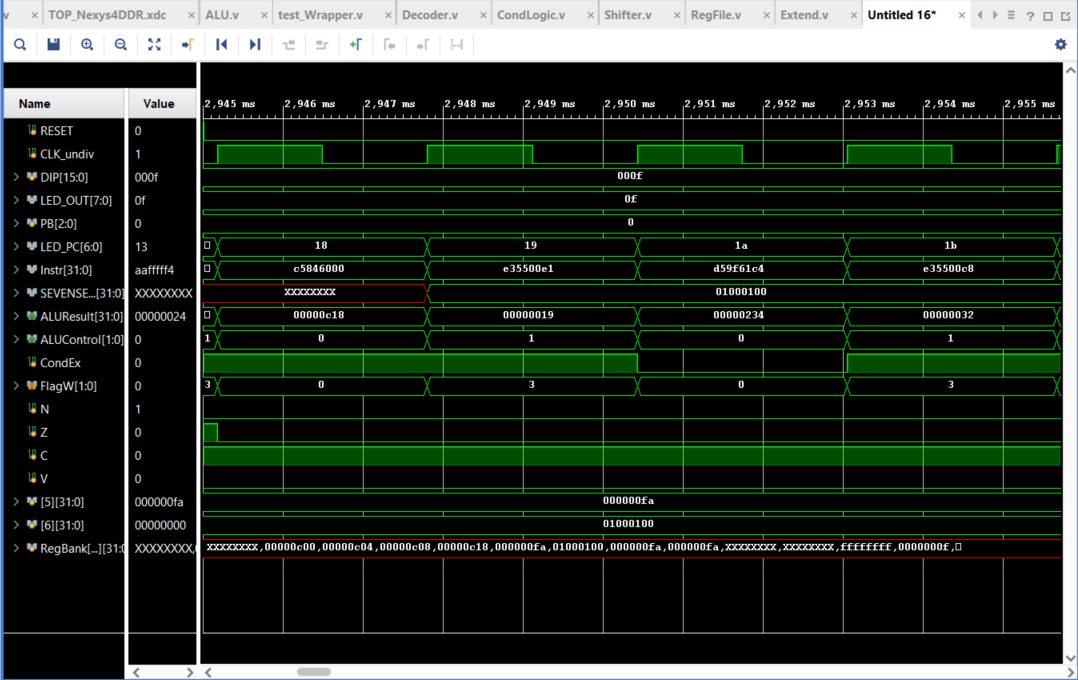 v TOP_Nexys4DDR.xdc ALU.v test_Wrapper.v Decoder.v CondLogic.v Shifter.v RegFile.v Extend.v Untitled 16*
Name Value 2,945 ms 2,946 ms 2,947 ms 2,948 ms 2,949 ms 2,950 ms 2,951 ms 2,952 ms 2,953 ms 2,954 ms 2,955 ms
RESET 0
CLK_undiv 1
DIP[15:0] 000f 000f
LED_OUT[7:0] 0f 0f
PB[2:0] 0 0
LED_PC[6:0] 13 18 19 1a 1b
Instr[31:0] aafffff4 c5846000 e35500e1 d59f61c4 e35500c8
SEVENSE...[31:0] XXXXXXXX XXXXXXXX 01000100
ALUResult[31:0] 00000024 00000c18 00000019 00000234 00000032
ALUControl[1:0] 0 1 0 1 0 1
CondEx 0
FlagW[1:0] 0 3 0 3 0 3
N 1
Z 0
C 0
V 0
[5][31:0] 000000fa 000000fa
[6][31:0] 00000000 01000100
RegBank[...][31:0 XXXXXXXX, XXXXXXXX,00000c00,00000c04,00000c08,00000c18,000000fa,01000100,000000fa,000000fa,XXXXXXXX,XXXXXXXX,ffffffff,0000000f,